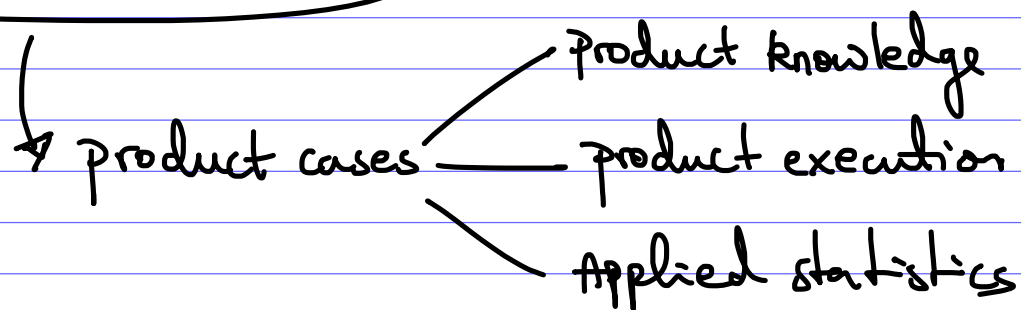 product knowledge
product cases
product execution
Applied statistics